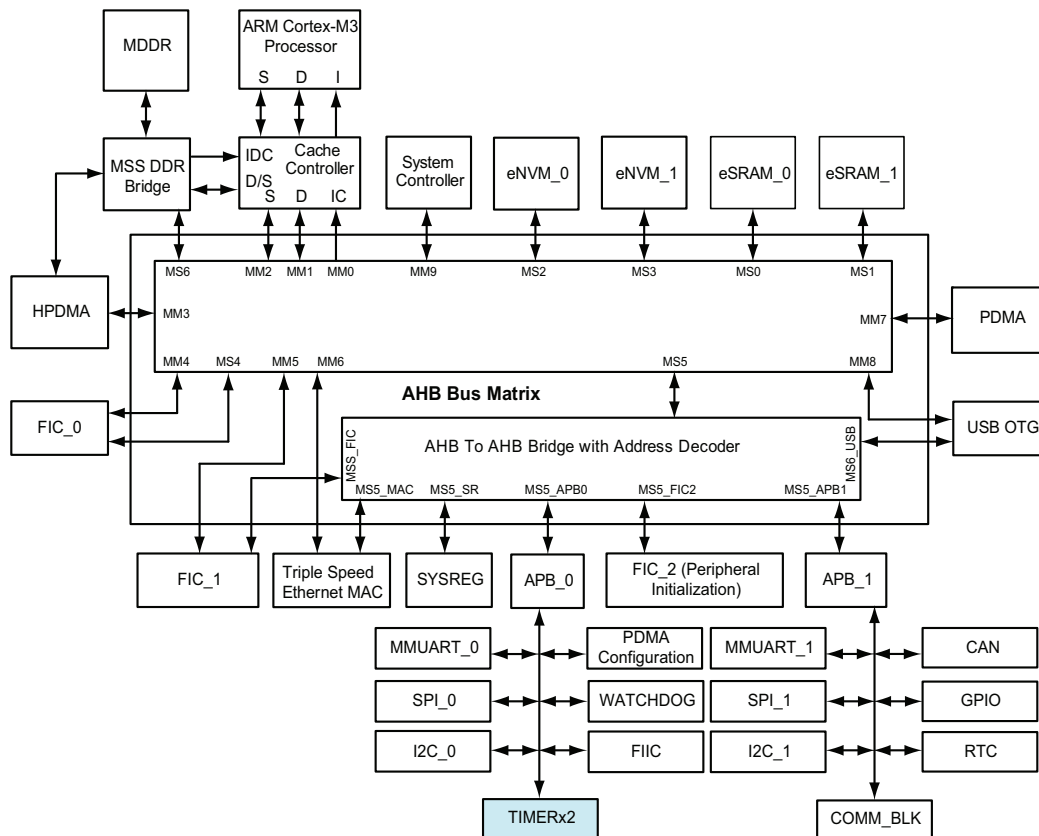 MDDR
ARM Cortex-M3
Processor
S D I
MSS DDR
Bridge
IDC
Cache
Controller
D/S
S D IC
System
Controller
eNVM_0
eNVM_1
eSRAM_0
eSRAM_1
MS6
MM2
MM1
MM0
MM9
MS2
MS3
MS0
MS1
HPDMA
MM3
MM7
PDMA
MM4
MS4
MM5
MM6
MS5
MM8
AHB Bus Matrix
FIC_0
USB OTG
MSS_FIC
AHB To AHB Bridge with Address Decoder
MS6_USB
MS5_MAC
MS5_SR
MS5_APB0
MS5_FIC2
MS5_APB1
FIC_1
Triple Speed
Ethernet MAC
SYSREG
APB_0
FIC_2 (Peripheral
Initialization)
APB_1
MMUART_0
PDMA
Configuration
MMUART_1
CAN
SPI_0
WATCHDOG
SPI_1
GPIO
I2C_0
FIIC
I2C_1
RTC
TIMERx2
COMM_BLK